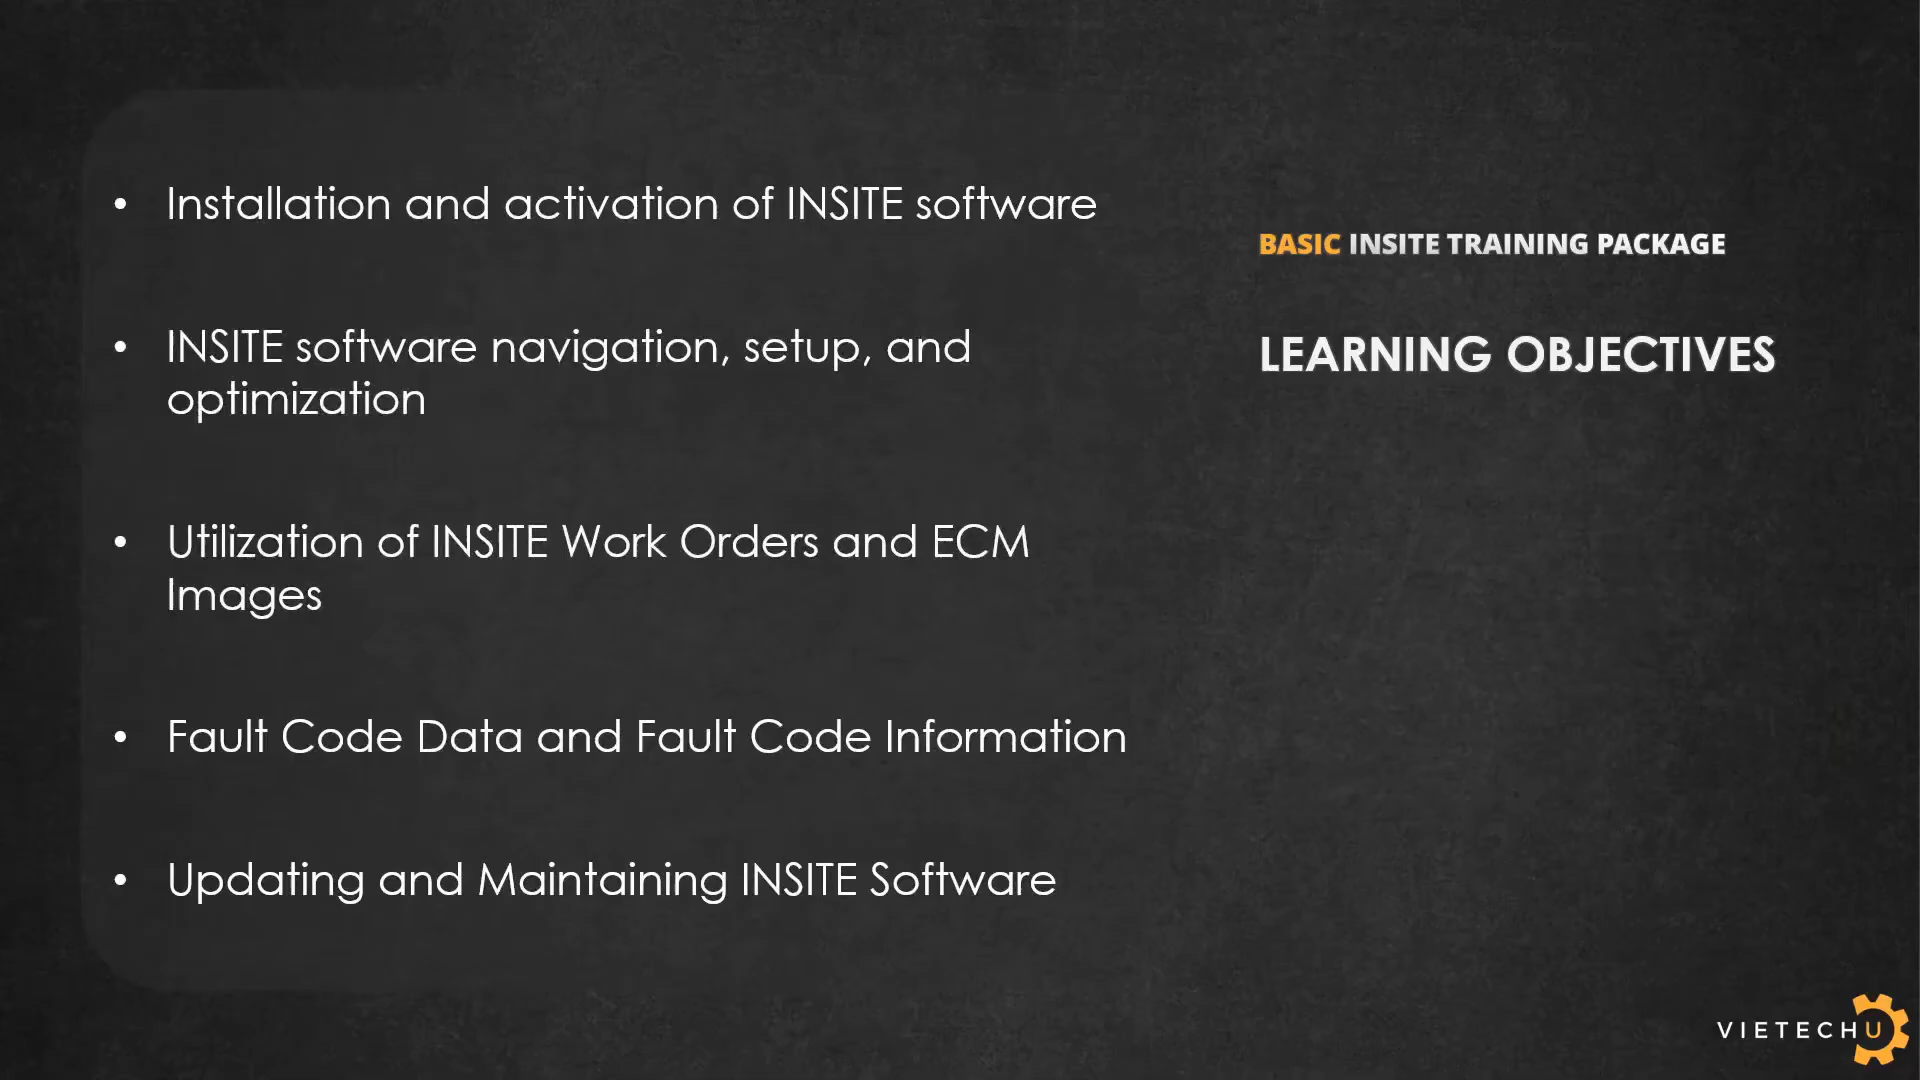 • Installation and activation of INSITE software
• INSITE software navigation, setup, and
optimization
• Utilization of INSITE Work Orders and ECM
Images
• Fault Code Data and Fault Code Information
• Updating and Maintaining INSITE Software
BASIC INSITE TRAINING PACKAGE
LEARNING OBJECTIVES
VIETECHU